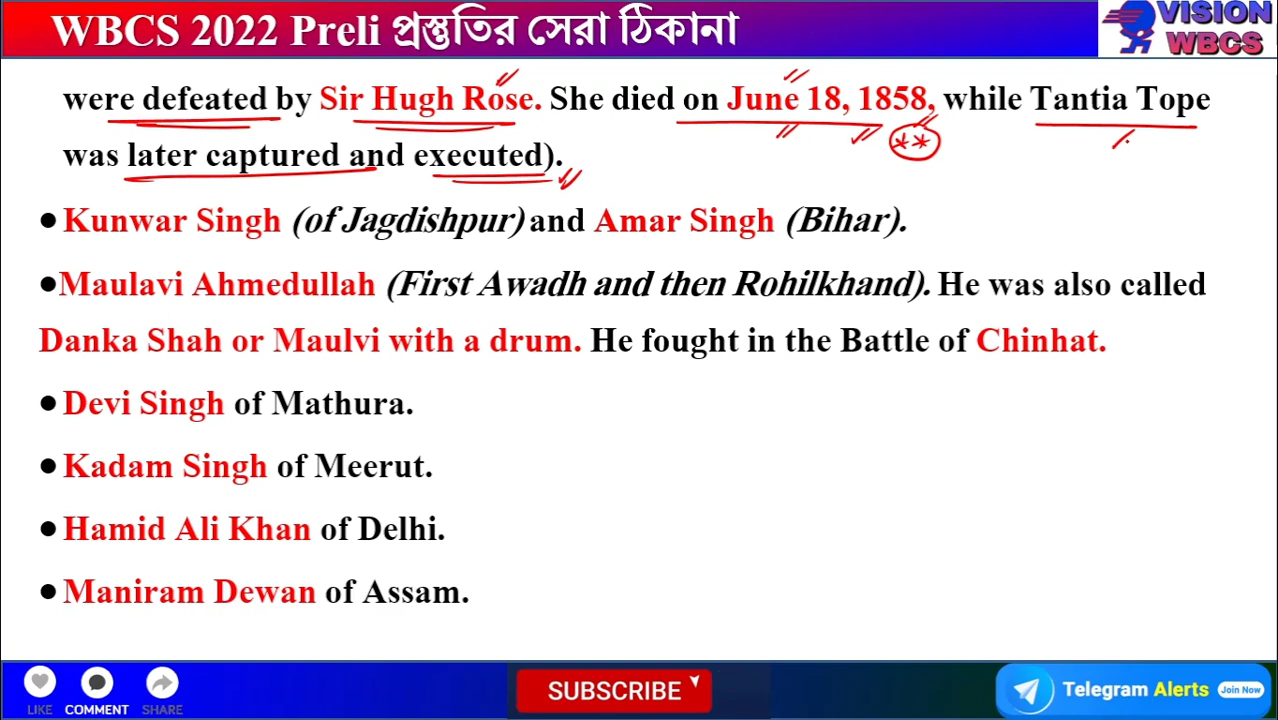 WBCS 2022 Preli প্রস্তুতির সেরা ঠিকানা
VISION
WBCS
were defeated by Sir Hugh Rose. She died on June 18, 1858, while Tantia Tope
was later captured and executed).
**
●Kunwar Singh (of Jagdishpur) and Amar Singh (Bihar).
●Maulavi Ahmedullah (First Awadh and then Rohilkhand). He was also called
Danka Shah or Maulvi with a drum. He fought in the Battle of Chinhat.
●Devi Singh of Mathura.
●Kadam Singh of Meerut.
●Hamid Ali Khan of Delhi.
●Maniram Dewan of Assam.
LIKE COMMENT SHARE
SUBSCRIBE
Telegram Alerts Join Now